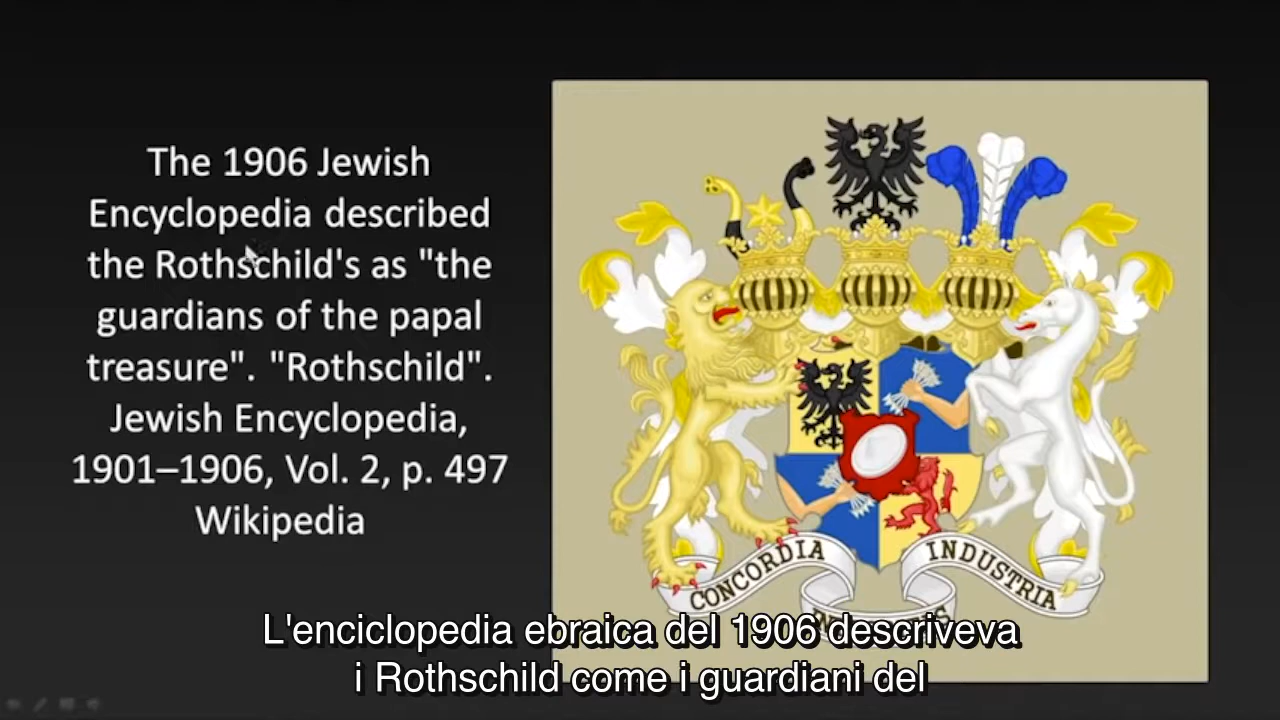 The 1906 Jewish
Encyclopedia described
the Rothschild's as "the
guardians of the papal
treasure". "Rothschild".
Jewish Encyclopedia,
1901–1906, Vol. 2, p. 497
Wikipedia
CONCORDIA
INDUSTRIA
L'enciclopedia ebraica del 1906 descriveva
i Rothschild come i guardiani del